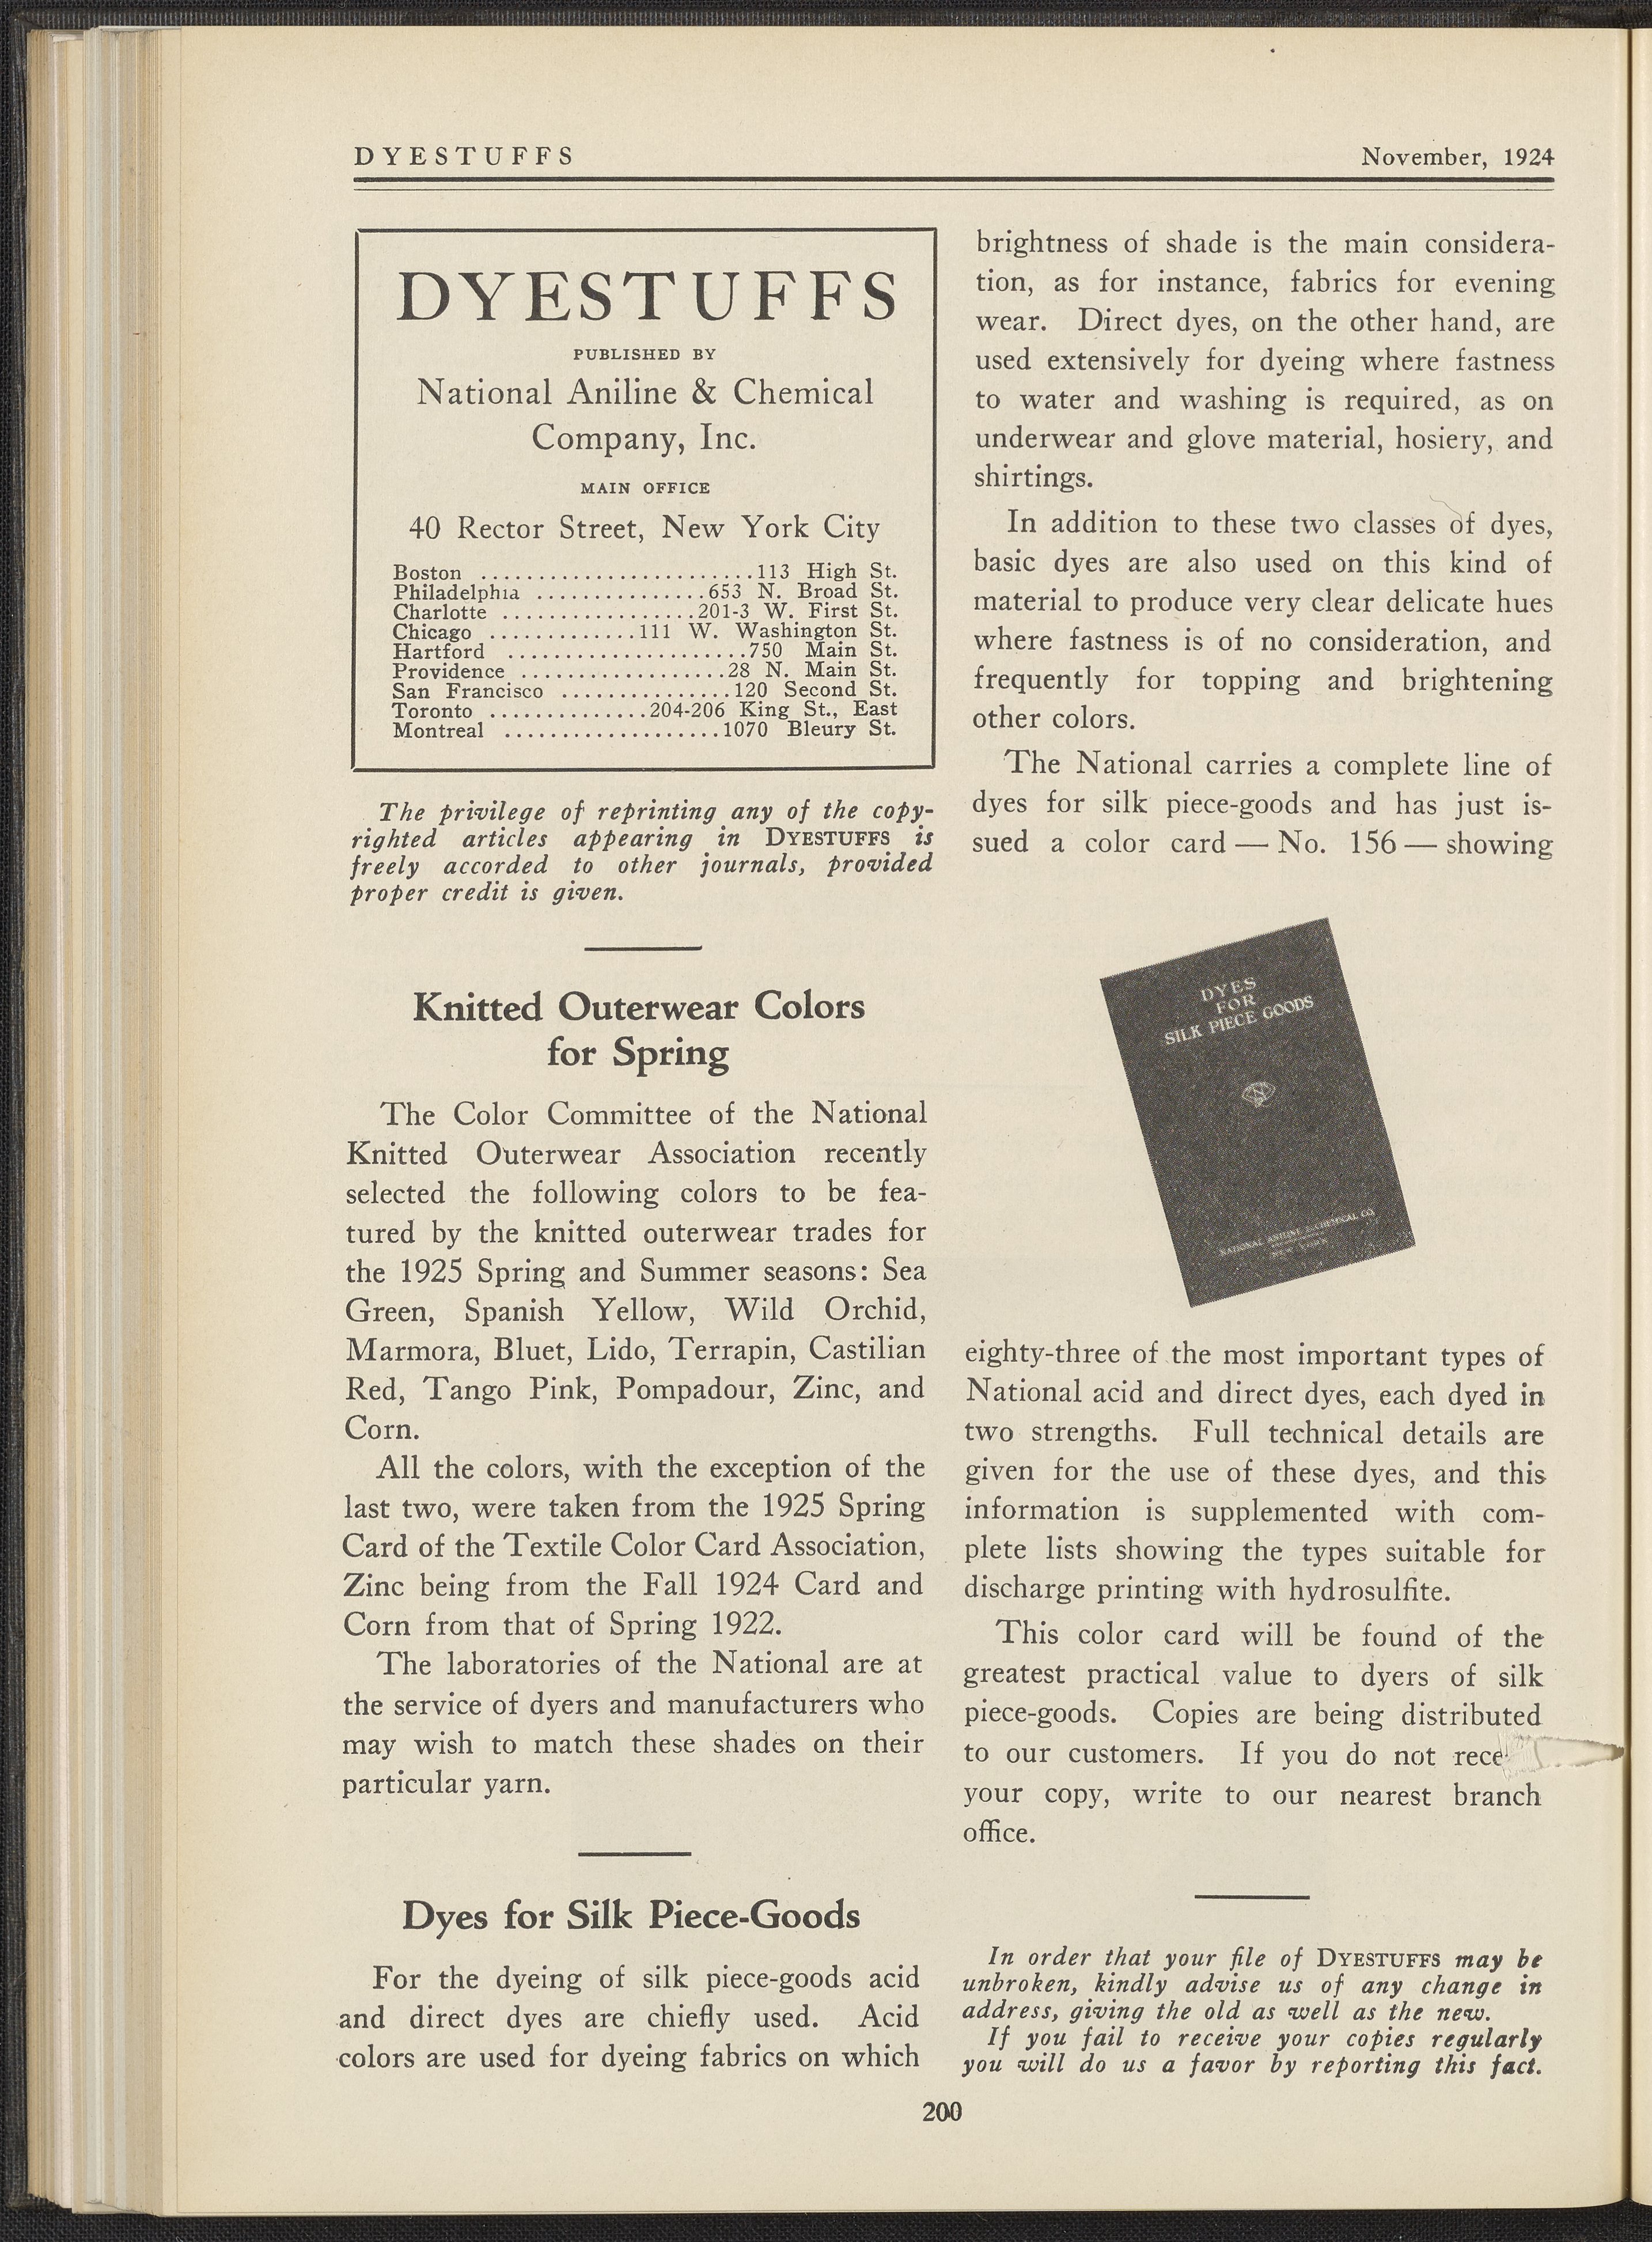 DYESTUFFS
November, 1924
DYESTUFFS
PUBLISHED BY
National Aniline & Chemical
Company, Inc.
MAIN OFFICE
40 Rector Street, New York City
Boston ........................113 High St.
Philadelphia ...............653 N. Broad St.
Charlotte .................201-3 W. First St.
Chicago .............111 W. Washington St.
Hartford .....................750 Main St.
Providence ..................28 N. Main St.
San Francisco ...............120 Second St.
Toronto ..............204-206 King St., East
Montreal ...................1070 Bleury St.
The privilege of reprinting any of the copy-
righted articles appearing in DYESTUFFS is
freely accorded to other journals, provided
proper credit is given.
Knitted Outerwear Colors
for Spring
The Color Committee of the National
Knitted Outerwear Association recently
selected the following colors to be fea-
tured by the knitted outerwear trades for
the 1925 Spring and Summer seasons: Sea
Green, Spanish Yellow, Wild Orchid,
Marmora, Bluet, Lido, Terrapin, Castilian
Red, Tango Pink, Pompadour, Zinc, and
Corn.
All the colors, with the exception of the
last two, were taken from the 1925 Spring
Card of the Textile Color Card Association,
Zinc being from the Fall 1924 Card and
Corn from that of Spring 1922.
The laboratories of the National are at
the service of dyers and manufacturers who
may wish to match these shades on their
particular yarn.
Dyes for Silk Piece-Goods
For the dyeing of silk piece-goods acid
and direct dyes are chiefly used. Acid
colors are used for dyeing fabrics on which
brightness of shade is the main considera-
tion, as for instance, fabrics for evening
wear. Direct dyes, on the other hand, are
used extensively for dyeing where fastness
to water and washing is required, as on
underwear and glove material, hosiery, and
shirtings.
In addition to these two classes of dyes,
basic dyes are also used on this kind of
material to produce very clear delicate hues
where fastness is of no consideration, and
frequently for topping and brightening
other colors.
The National carries a complete line of
dyes for silk piece-goods and has just is-
sued a color card — No. 156 — showing
DYES
FOR
SILK PIECE GOODS
NATIONAL ANILINE & CHEMICAL CO.
NEW YORK
eighty-three of the most important types of
National acid and direct dyes, each dyed in
two strengths. Full technical details are
given for the use of these dyes, and this
information is supplemented with com-
plete lists showing the types suitable for
discharge printing with hydrosulfite.
This color card will be found of the
greatest practical value to dyers of silk
piece-goods. Copies are being distributed
to our customers. If you do not
your copy, write to our nearest branch
office.
In order that your file of DYESTUFFS may be
unbroken, kindly advise us of any change in
address, giving the old as well as the new.
If you fail to receive your copies regularly
you will do us a favor by reporting this fact.
200